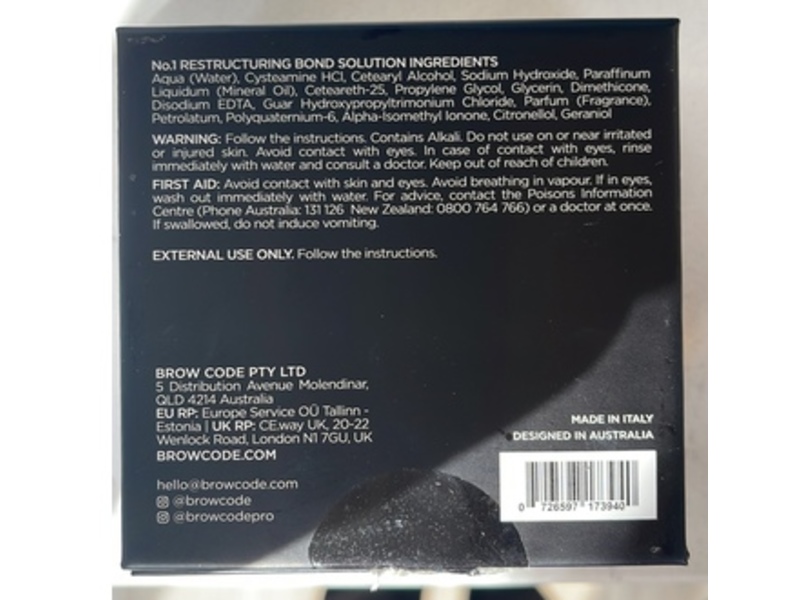 No.1 RESTRUCTURING BOND SOLUTION INGREDIENTS
Aqua (Water), Cysteamine HCl, Cetearyl Alcohol, Sodium Hydroxide, Paraffinum
Liquidum (Mineral Oil), Ceteareth-25, Propylene Glycol, Glycerin, Dimethicone,
Disodium EDTA, Guar Hydroxypropyltrimonium Chloride, Parfum (Fragrance),
Petrolatum, Polyquaternium-6, Alpha-Isomethyl Ionone, Citronellol, Geraniol
WARNING: Follow the instructions. Contains Alkali. Do not use on or near irritated
or injured skin. Avoid contact with eyes. In case of contact with eyes, rinse
immediately with water and consult a doctor. Keep out of reach of children.
FIRST AID: Avoid contact with skin and eyes. Avoid breathing in vapour. If in eyes,
wash out immediately with water. For advice, contact the Poisons Information
Centre (Phone Australia: 131 126 New Zealand: 0800 764 766) or a doctor at once.
If swallowed, do not induce vomiting.
EXTERNAL USE ONLY. Follow the instructions.
BROW CODE PTY LTD
5 Distribution Avenue Molendinar,
QLD 4214 Australia
EU RP: Europe Service OÜ Tallinn -
Estonia | UK RP: CE.way UK, 20-22
Wenlock Road, London N1 7GU, UK
BROWCODE.COM
hello@browcode.com
@browcode
@browcodepro
MADE IN ITALY
DESIGNED IN AUSTRALIA
0 726597 173940